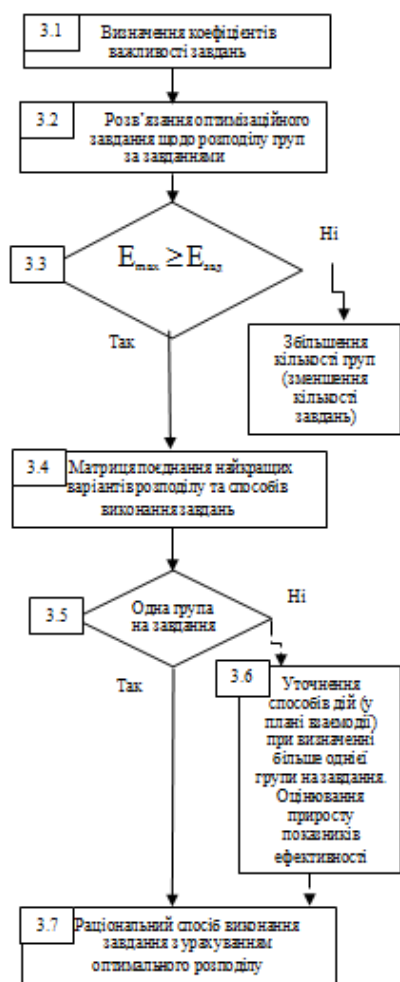 3.1
Визначення коефіцієнтів
важливості завдань
3.2
Розв’язання оптимізаційного
завдання щодо розподілу груп
за завданнями
3.3
Emax ≥ Eзад
Ні
Так
Збільшення
кількості груп
(зменшення
кількості
завдань)
3.4
Матриця поєднання найкращих
варіантів розподілу та способів
виконання завдань
3.5
Одна група
на завдання
Ні
Так
3.6
Уточнення
способів дій (у
плані взаємодії)
при визначенні
більше однієї
групи на завдання.
Оцінювання
приросту
показників
ефективності
3.7
Раціональний спосіб виконання
завдання з урахуванням
оптимального розподілу